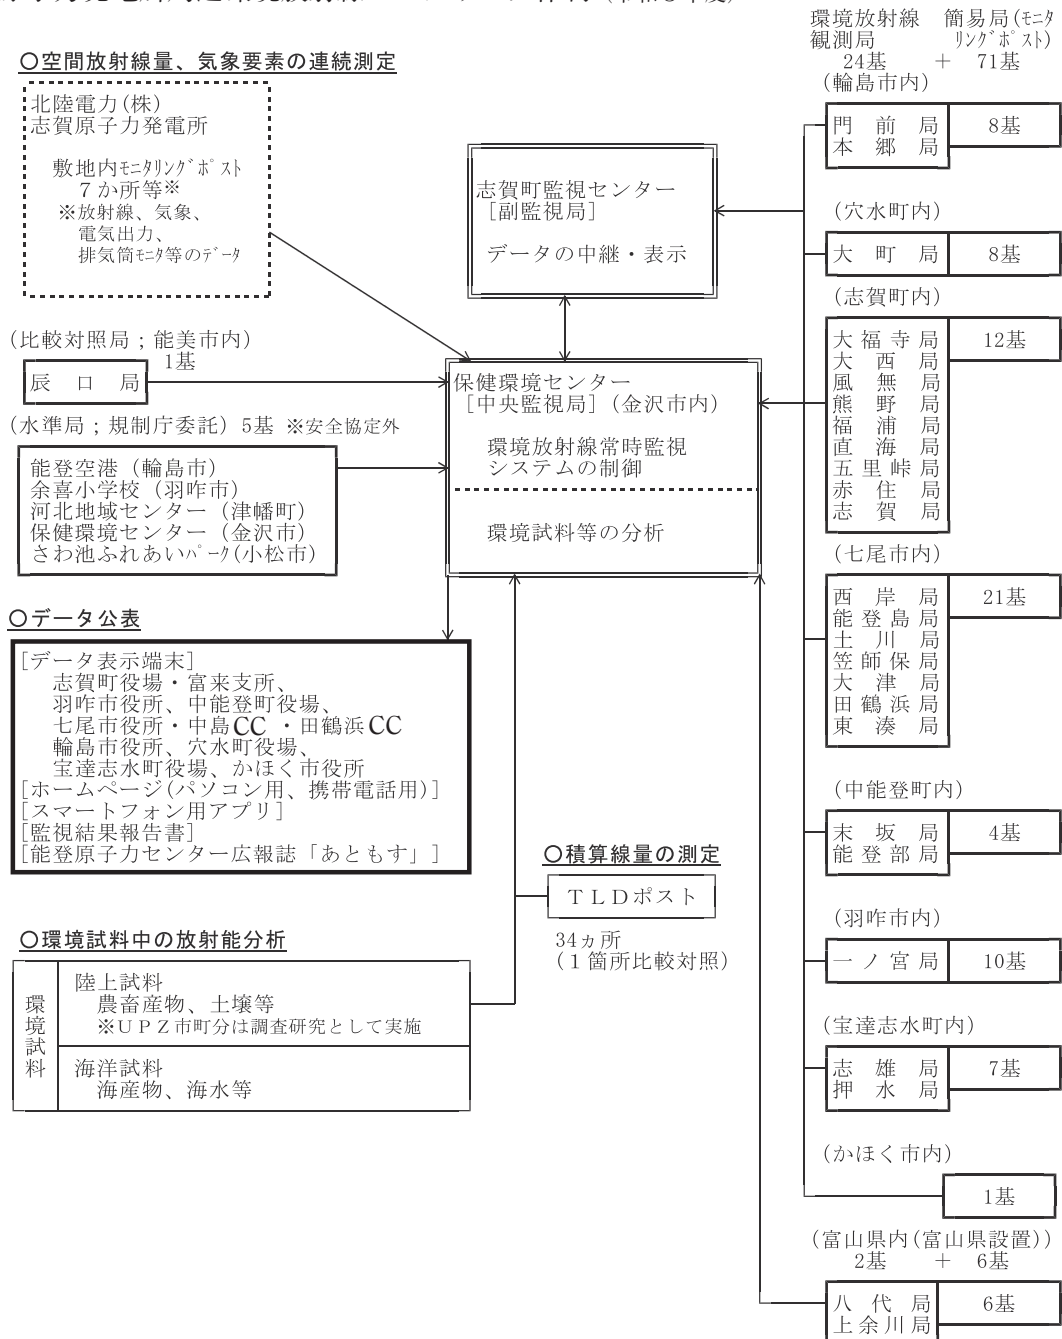 〇空間放射線量、気象要素の連続測定
北陸電力(株)
志賀原子力発電所
敷地内ﾓﾆﾀﾘﾝｸﾞﾎﾟｽﾄ
７か所等※
※放射線、気象、
電気出力、
排気筒ﾓﾆﾀ等のﾃﾞｰﾀ
(比較対照局；能美市内)
1基
辰口局
(水準局；規制庁委託) 5基 ※安全協定外
能登空港（輪島市）
余喜小学校（羽咋市）
河北地域センター（津幡町）
保健環境センター（金沢市）
さわ池ふれあいﾊﾟｰｸ(小松市)
志賀町監視センター
［副監視局］
データの中継・表示
保健環境センター
［中央監視局］(金沢市内)
環境放射線常時監視
システムの制御
環境試料等の分析
〇データ公表
[データ表示端末]
志賀町役場・富来支所、
羽咋市役所、中能登町役場、
七尾市役所・中島CC ・田鶴浜CC
輪島市役所、穴水町役場、
宝達志水町役場、かほく市役所
[ホームページ(パソコン用、携帯電話用)]
[スマートフォン用アプリ]
[監視結果報告書]
[能登原子力センター広報誌「あともす」]
〇積算線量の測定
ＴＬＤポスト
34ヵ所
(１箇所比較対照)
〇環境試料中の放射能分析
環境試料
陸上試料
農畜産物、土壌等
※ＵＰＺ市町分は調査研究として実施
海洋試料
海産物、海水等
環境放射線 簡易局(ﾓﾆﾀ
観測局 ﾘﾝｸﾞﾎﾟｽﾄ)
24基 ＋ 71基
(輪島市内)
門前局 8基
本郷局
(穴水町内)
大町局 8基
(志賀町内)
大福寺局 12基
大西局
風無局
熊野局
福浦局
直海局
五里峠局
赤住局
志賀局
(七尾市内)
西岸局 21基
能登島局
土川局
笠師保局
大津局
田鶴浜局
東湊局
(中能登町内)
末坂局 4基
能登部局
(羽咋市内)
一ノ宮局 10基
(宝達志水町内)
志雄局 7基
押水局
(かほく市内)
1基
(富山県内(富山県設置))
2基 ＋ 6基
八代局 6基
上余川局